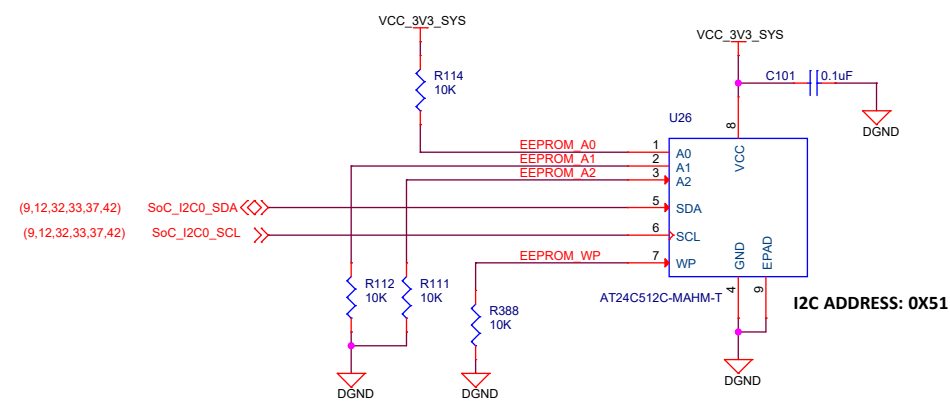 VCC_3V3_SYS
VCC_3V3_SYS
R114
10K
C101
0.1uF
DGND
U26
8
VCC
EEPROM_A0
1
A0
EEPROM_A1
2
A1
EEPROM_A2
3
A2
(9,12,32,33,37,42)
SoC_I2C0_SDA
5
SDA
(9,12,32,33,37,42)
SoC_I2C0_SCL
6
SCL
EEPROM_WP
7
WP
GND
EPAD
4
9
R112
10K
R111
10K
R388
10K
AT24C512C-MAHM-T
I2C ADDRESS: 0X51
DGND
DGND
DGND